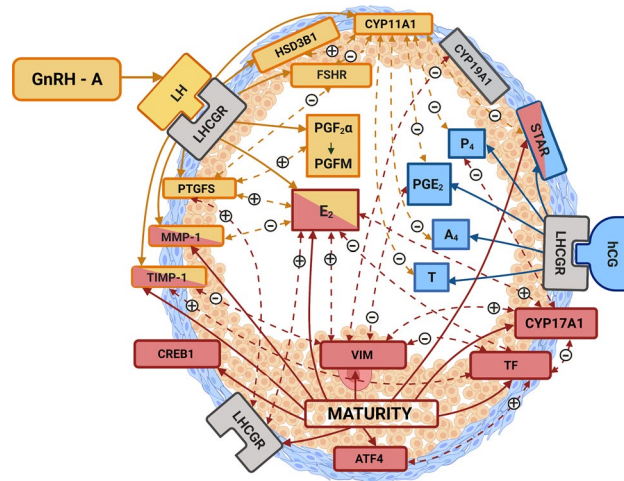 CYP11A1
HSD3B1
CYP19A1
GnRH - A
FSHR
LH
LHCGR
PGF₂α
PGFM
STAR
P₄
PTGFS
PGE₂
E₂
MMP-1
A₄
LHCGR
hCG
TIMP-1
T
CYP17A1
CREB1
VIM
TF
LHCGR
MATURITY
ATF4